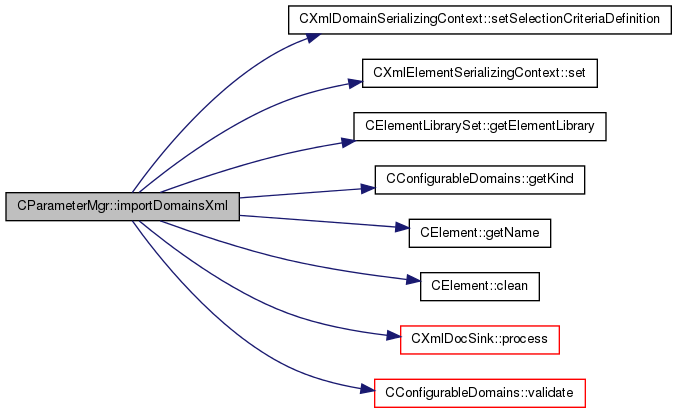 CXmlDomainSerializingContext::setSelectionCriteriaDefinition
CXmlElementSerializingContext::set
CElementLibrarySet::getElementLibrary
CConfigurableDomains::getKind
CParameterMgr::importDomainsXml
CElement::getName
CElement::clean
CXmlDocSink::process
CConfigurableDomains::validate